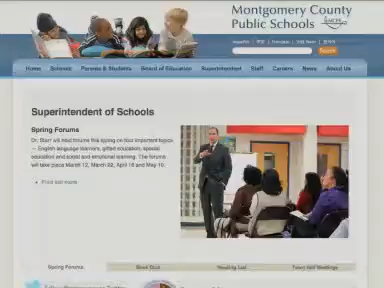 Montgomery County
Public Schools
Home Schools Parents & Students Board of Education Superintendent Staff Careers News About Us
Superintendent of Schools
Spring Forums
Dr. Starr will hold forums this spring on four important topics
— English language learners, gifted education, special
education and social and emotional learning. The forums
will take place March 12, March 22, April 16 and May 10.
Find out more
Spring Forums Book Club Reading List Town Hall Meetings